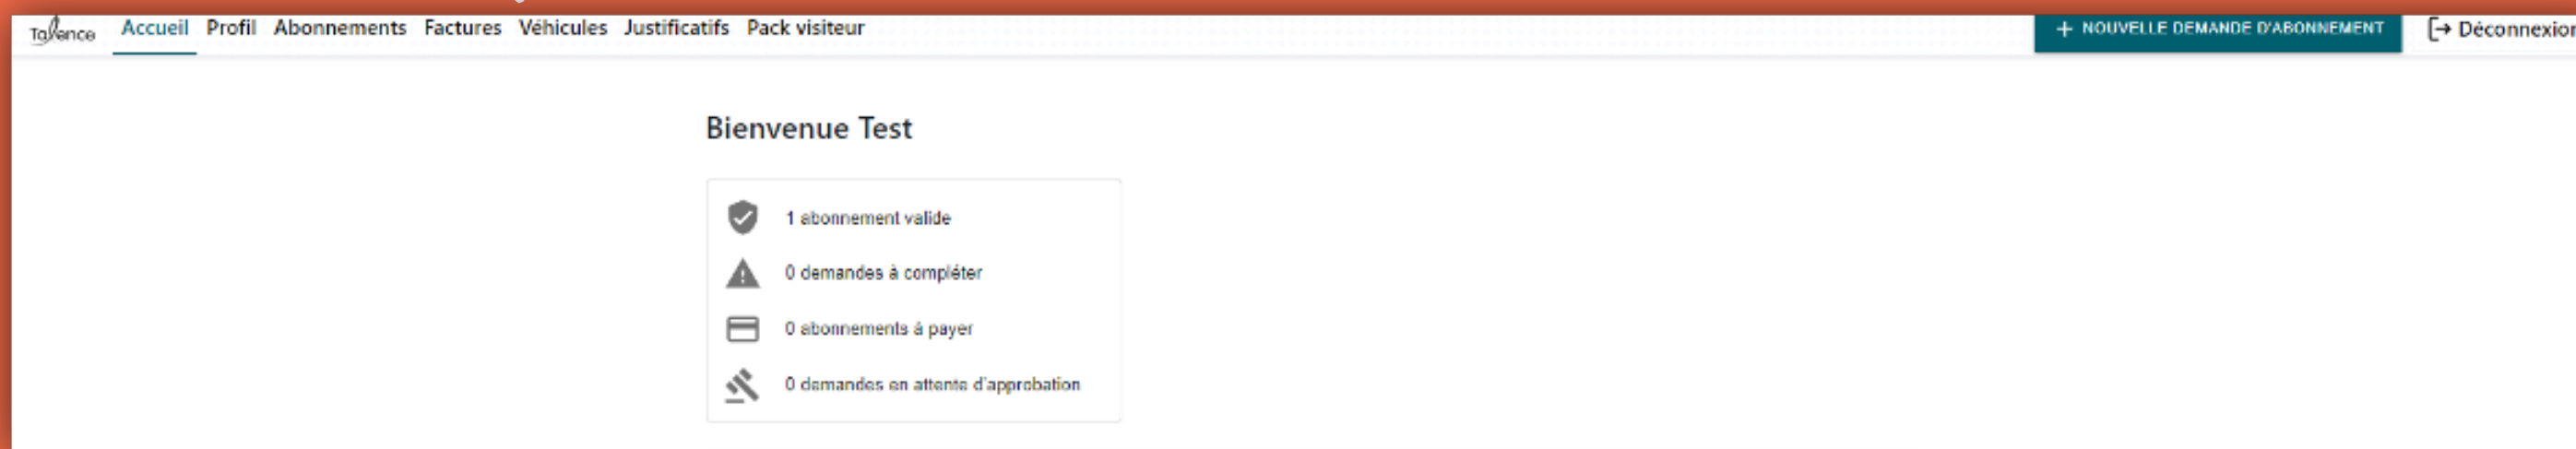 Talence Accueil Profil Abonnements Factures Véhicules Justificatifs Pack visiteur + NOUVELLE DEMANDE D'ABONNEMENT Déconnexion
Bienvenue Test
1 abonnement valide
0 demandes à compléter
0 abonnements à payer
0 demandes en attente d'approbation